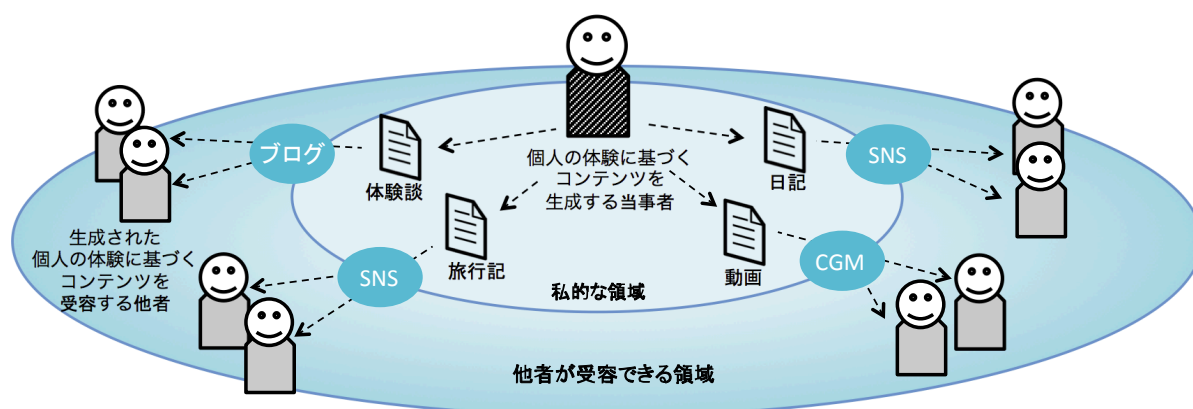 ブログ
体験談
個人の体験に基づく
コンテンツを
生成する当事者
日記
SNS
生成された
個人の体験に基づく
コンテンツを
受容する他者
SNS
旅行記
動画
CGM
私的な領域
他者が受容できる領域